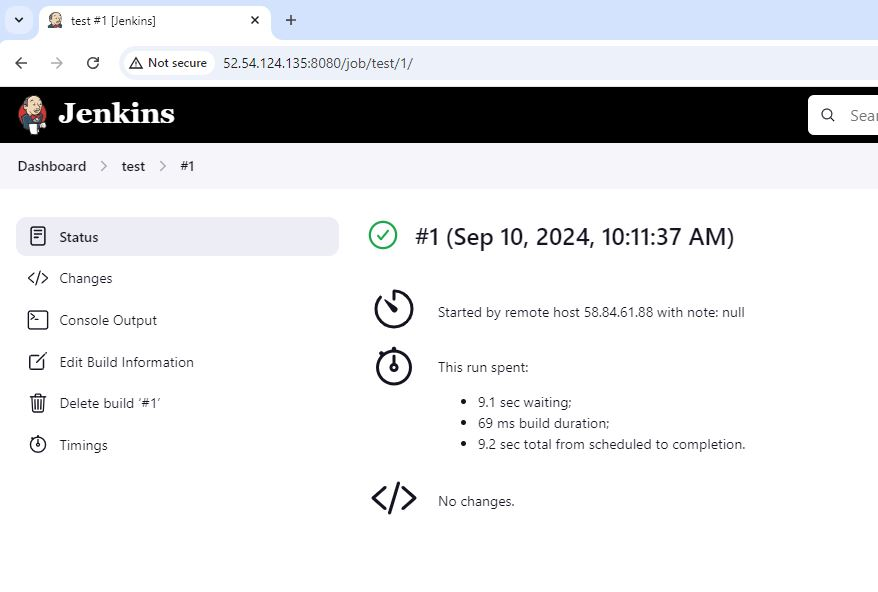 test #1 [Jenkins]
Not secure 52.54.124.135:8080/job/test/1/
Jenkins
Dashboard test #1
Status
Changes
Console Output
Edit Build Information
Delete build ‘#1’
Timings
#1 (Sep 10, 2024, 10:11:37 AM)
Started by remote host 58.84.61.88 with note: null
This run spent:
9.1 sec waiting;
69 ms build duration;
9.2 sec total from scheduled to completion.
No changes.